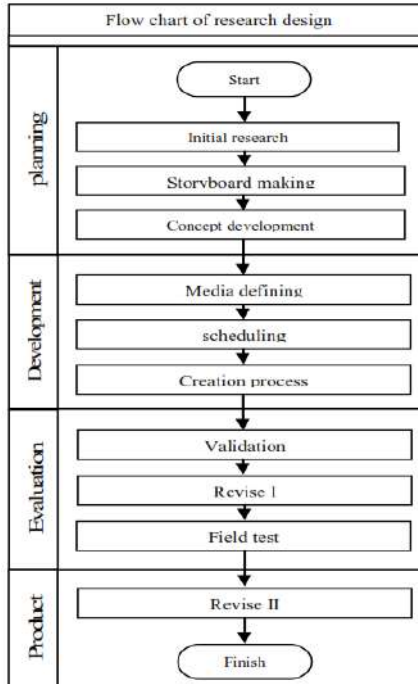 Flow chart of research design
planning
Start
Initial research
Storyboard making
Concept development
Development
Media defining
scheduling
Creation process
Evaluation
Validation
Revise I
Field test
Product
Revise II
Finish